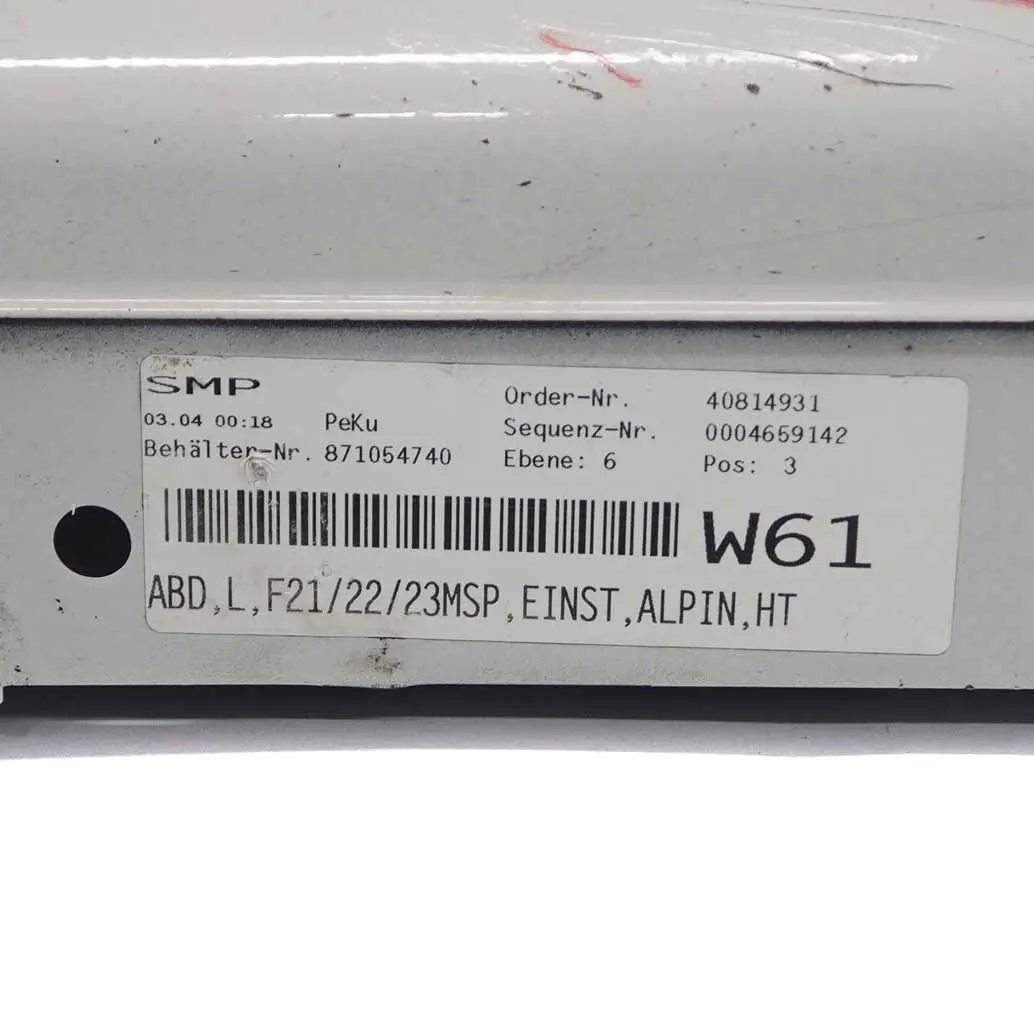 SMP
03.04 00:18 PeKu
Behälter-Nr. 871054740
Order-Nr. 40814931
Sequenz-Nr. 0004659142
Ebene: 6 Pos: 3
W61
ABD,L,F21/22/23MSP,EINST,ALPIN,HT